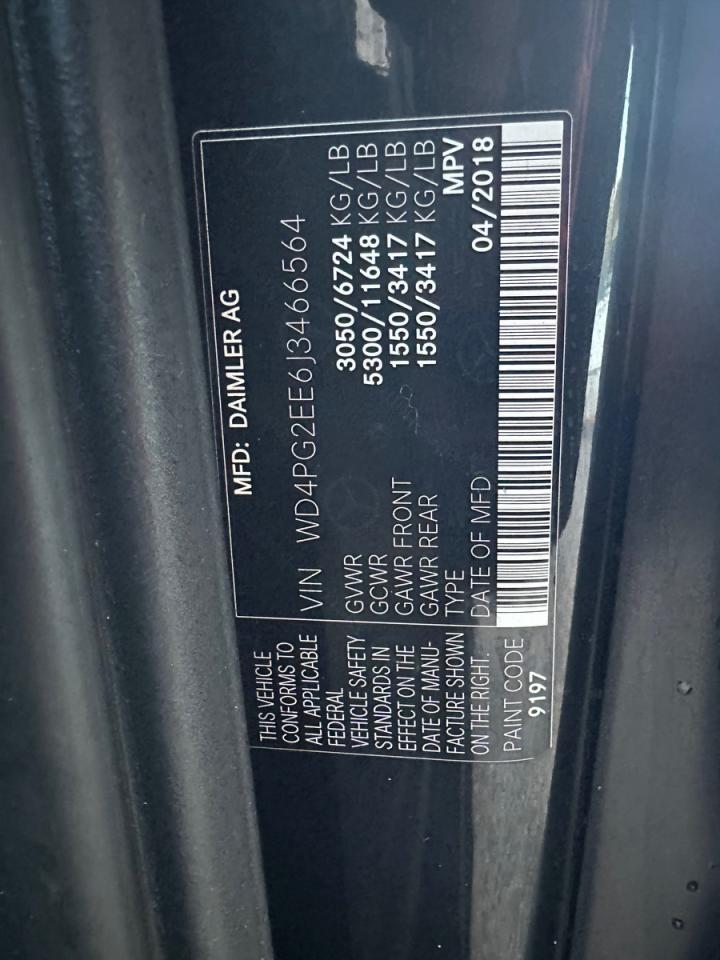 MFD: DAIMLER AG
VIN WD4PG2EE6J3466564
GVWR 3050/6724 KG/LB
GCWR 5300/11648 KG/LB
GAWR FRONT 1550/3417 KG/LB
GAWR REAR 1550/3417 KG/LB
TYPE MPV
DATE OF MFD 04/2018
THIS VEHICLE
CONFORMS TO
ALL APPLICABLE
FEDERAL
VEHICLE SAFETY
STANDARDS IN
EFFECT ON THE
DATE OF MANU-
FACTURE SHOWN
ON THE RIGHT.
PAINT CODE
9197